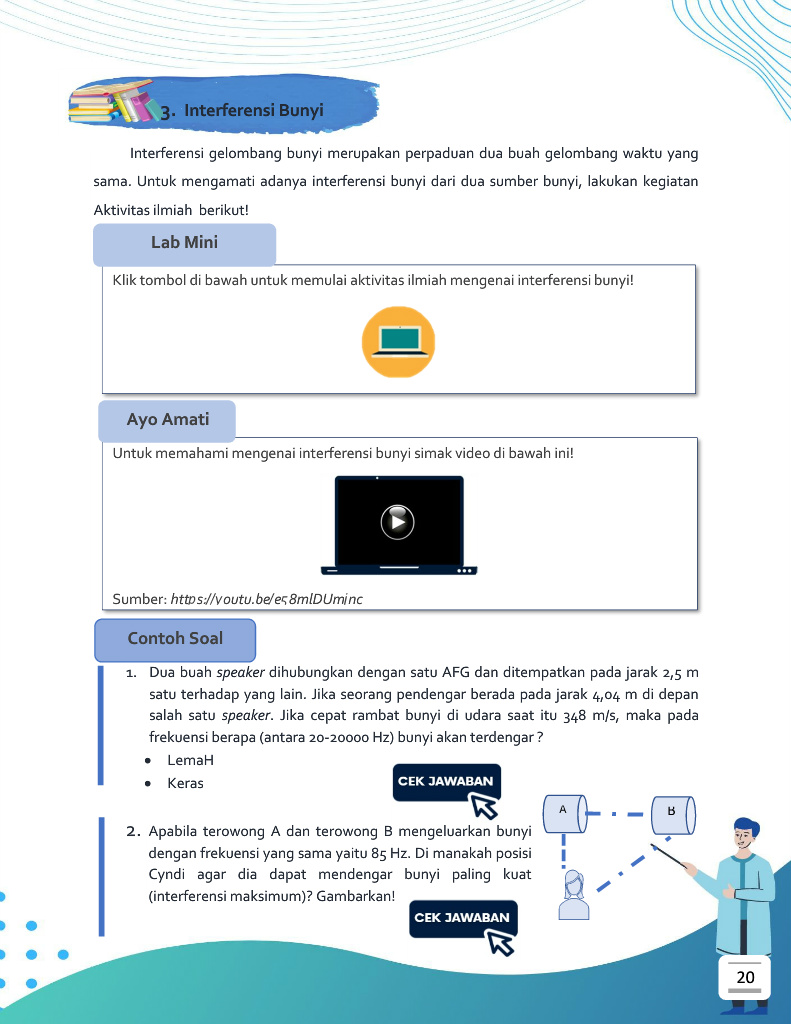 3. Interferensi Bunyi
Interferensi gelombang bunyi merupakan perpaduan dua buah gelombang waktu yang
sama. Untuk mengamati adanya interferensi bunyi dari dua sumber bunyi, lakukan kegiatan
Aktivitas ilmiah berikut!
Lab Mini
Klik tombol di bawah untuk memulai aktivitas ilmiah mengenai interferensi bunyi!
Ayo Amati
Untuk memahami mengenai interferensi bunyi simak video di bawah ini!
Sumber: https://youtu.be/e58mlDUmjnc
Contoh Soal
1. Dua buah speaker dihubungkan dengan satu AFG dan ditempatkan pada jarak 2,5 m
satu terhadap yang lain. Jika seorang pendengar berada pada jarak 4,04 m di depan
salah satu speaker. Jika cepat rambat bunyi di udara saat itu 348 m/s, maka pada
frekuensi berapa (antara 20-20000 Hz) bunyi akan terdengar ?
• LemaH
• Keras
CEK JAWABAN
A
B
2. Apabila terowong A dan terowong B mengeluarkan bunyi
dengan frekuensi yang sama yaitu 85 Hz. Di manakah posisi
Cyndi agar dia dapat mendengar bunyi paling kuat
(interferensi maksimum)? Gambarkan!
CEK JAWABAN
20